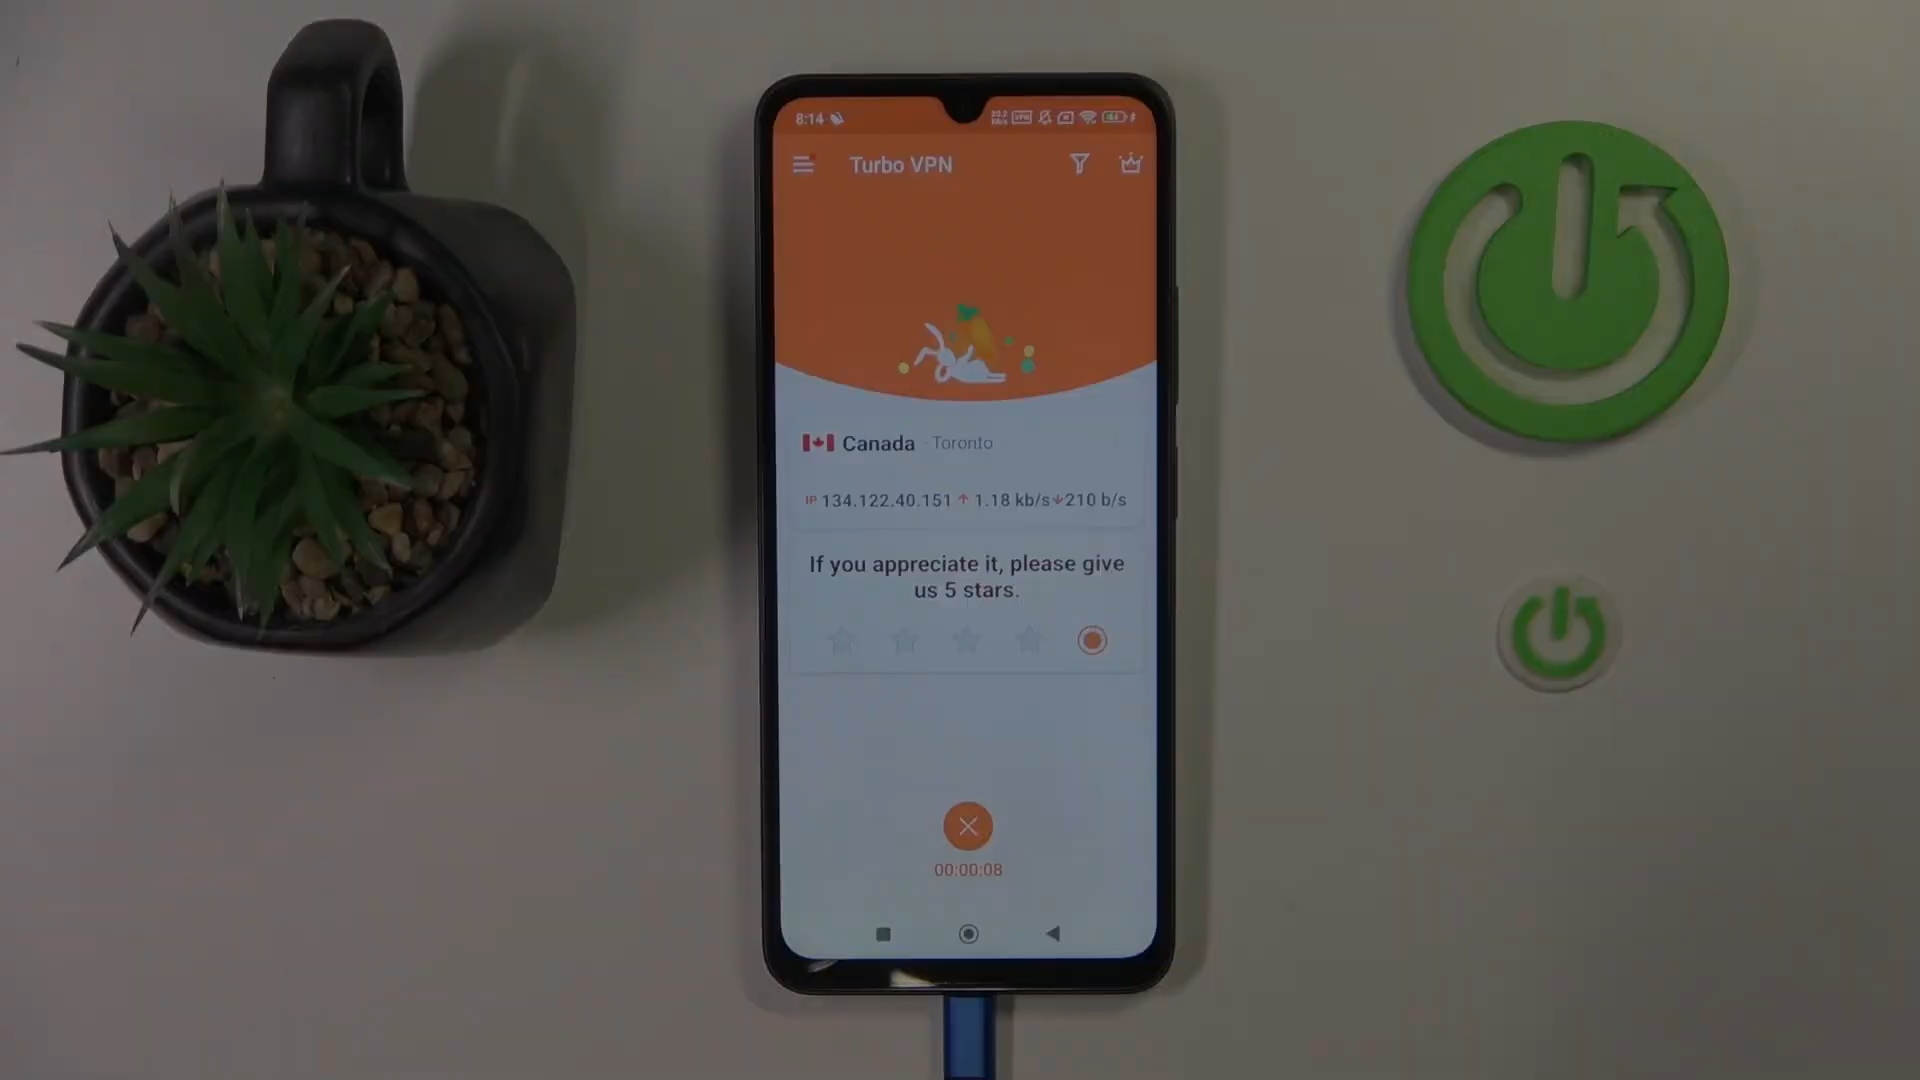 8:14
VPN
Turbo VPN
Canada - Toronto
IP 134.122.40.151 1.18 kb/s 210 b/s
If you appreciate it, please give
us 5 stars.
00:00:08